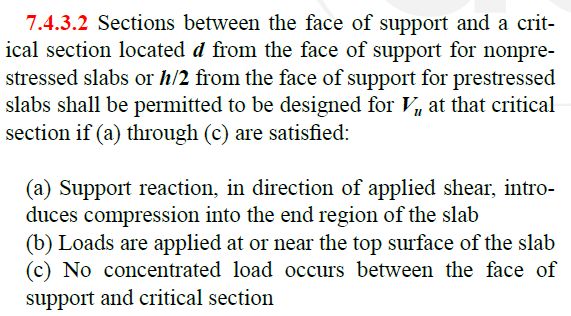 7.4.3.2 Sections between the face of support and a crit-
ical section located d from the face of support for nonpre-
stressed slabs or h/2 from the face of support for prestressed
slabs shall be permitted to be designed for Vu at that critical
section if (a) through (c) are satisfied:
(a) Support reaction, in direction of applied shear, intro-
duces compression into the end region of the slab
(b) Loads are applied at or near the top surface of the slab
(c) No concentrated load occurs between the face of
support and critical section